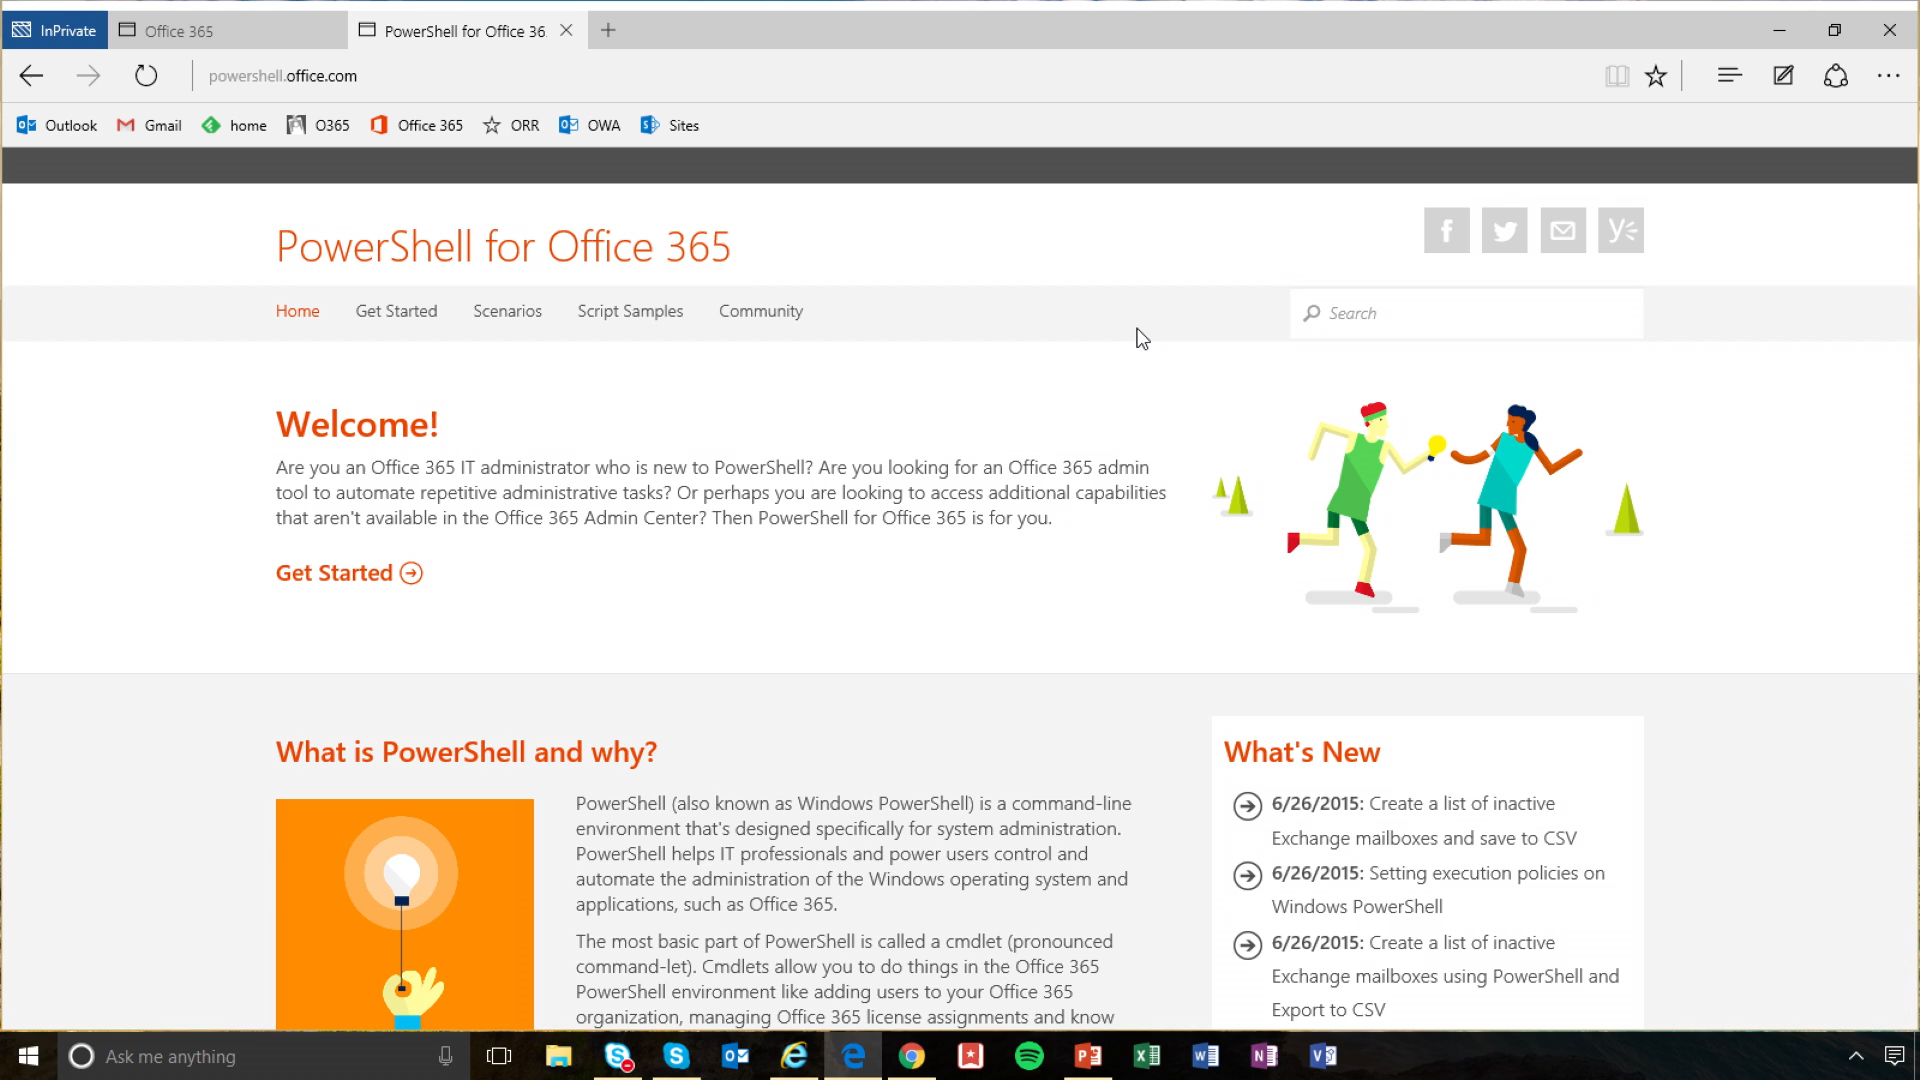 InPrivate
Office 365
PowerShell for Office 36
powershell.office.com
Outlook
Gmail
home
O365
Office 365
ORR
OWA
Sites
PowerShell for Office 365
Home
Get Started
Scenarios
Script Samples
Community
Search
Welcome!
Are you an Office 365 IT administrator who is new to PowerShell? Are you looking for an Office 365 admin
tool to automate repetitive administrative tasks? Or perhaps you are looking to access additional capabilities
that aren't available in the Office 365 Admin Center? Then PowerShell for Office 365 is for you.
Get Started
What is PowerShell and why?
PowerShell (also known as Windows PowerShell) is a command-line
environment that's designed specifically for system administration.
PowerShell helps IT professionals and power users control and
automate the administration of the Windows operating system and
applications, such as Office 365.
The most basic part of PowerShell is called a cmdlet (pronounced
command-let). Cmdlets allow you to do things in the Office 365
PowerShell environment like adding users to your Office 365
organization, managing Office 365 license assignments and know
What's New
6/26/2015: Create a list of inactive
Exchange mailboxes and save to CSV
6/26/2015: Setting execution policies on
Windows PowerShell
6/26/2015: Create a list of inactive
Exchange mailboxes using PowerShell and
Export to CSV
Ask me anything